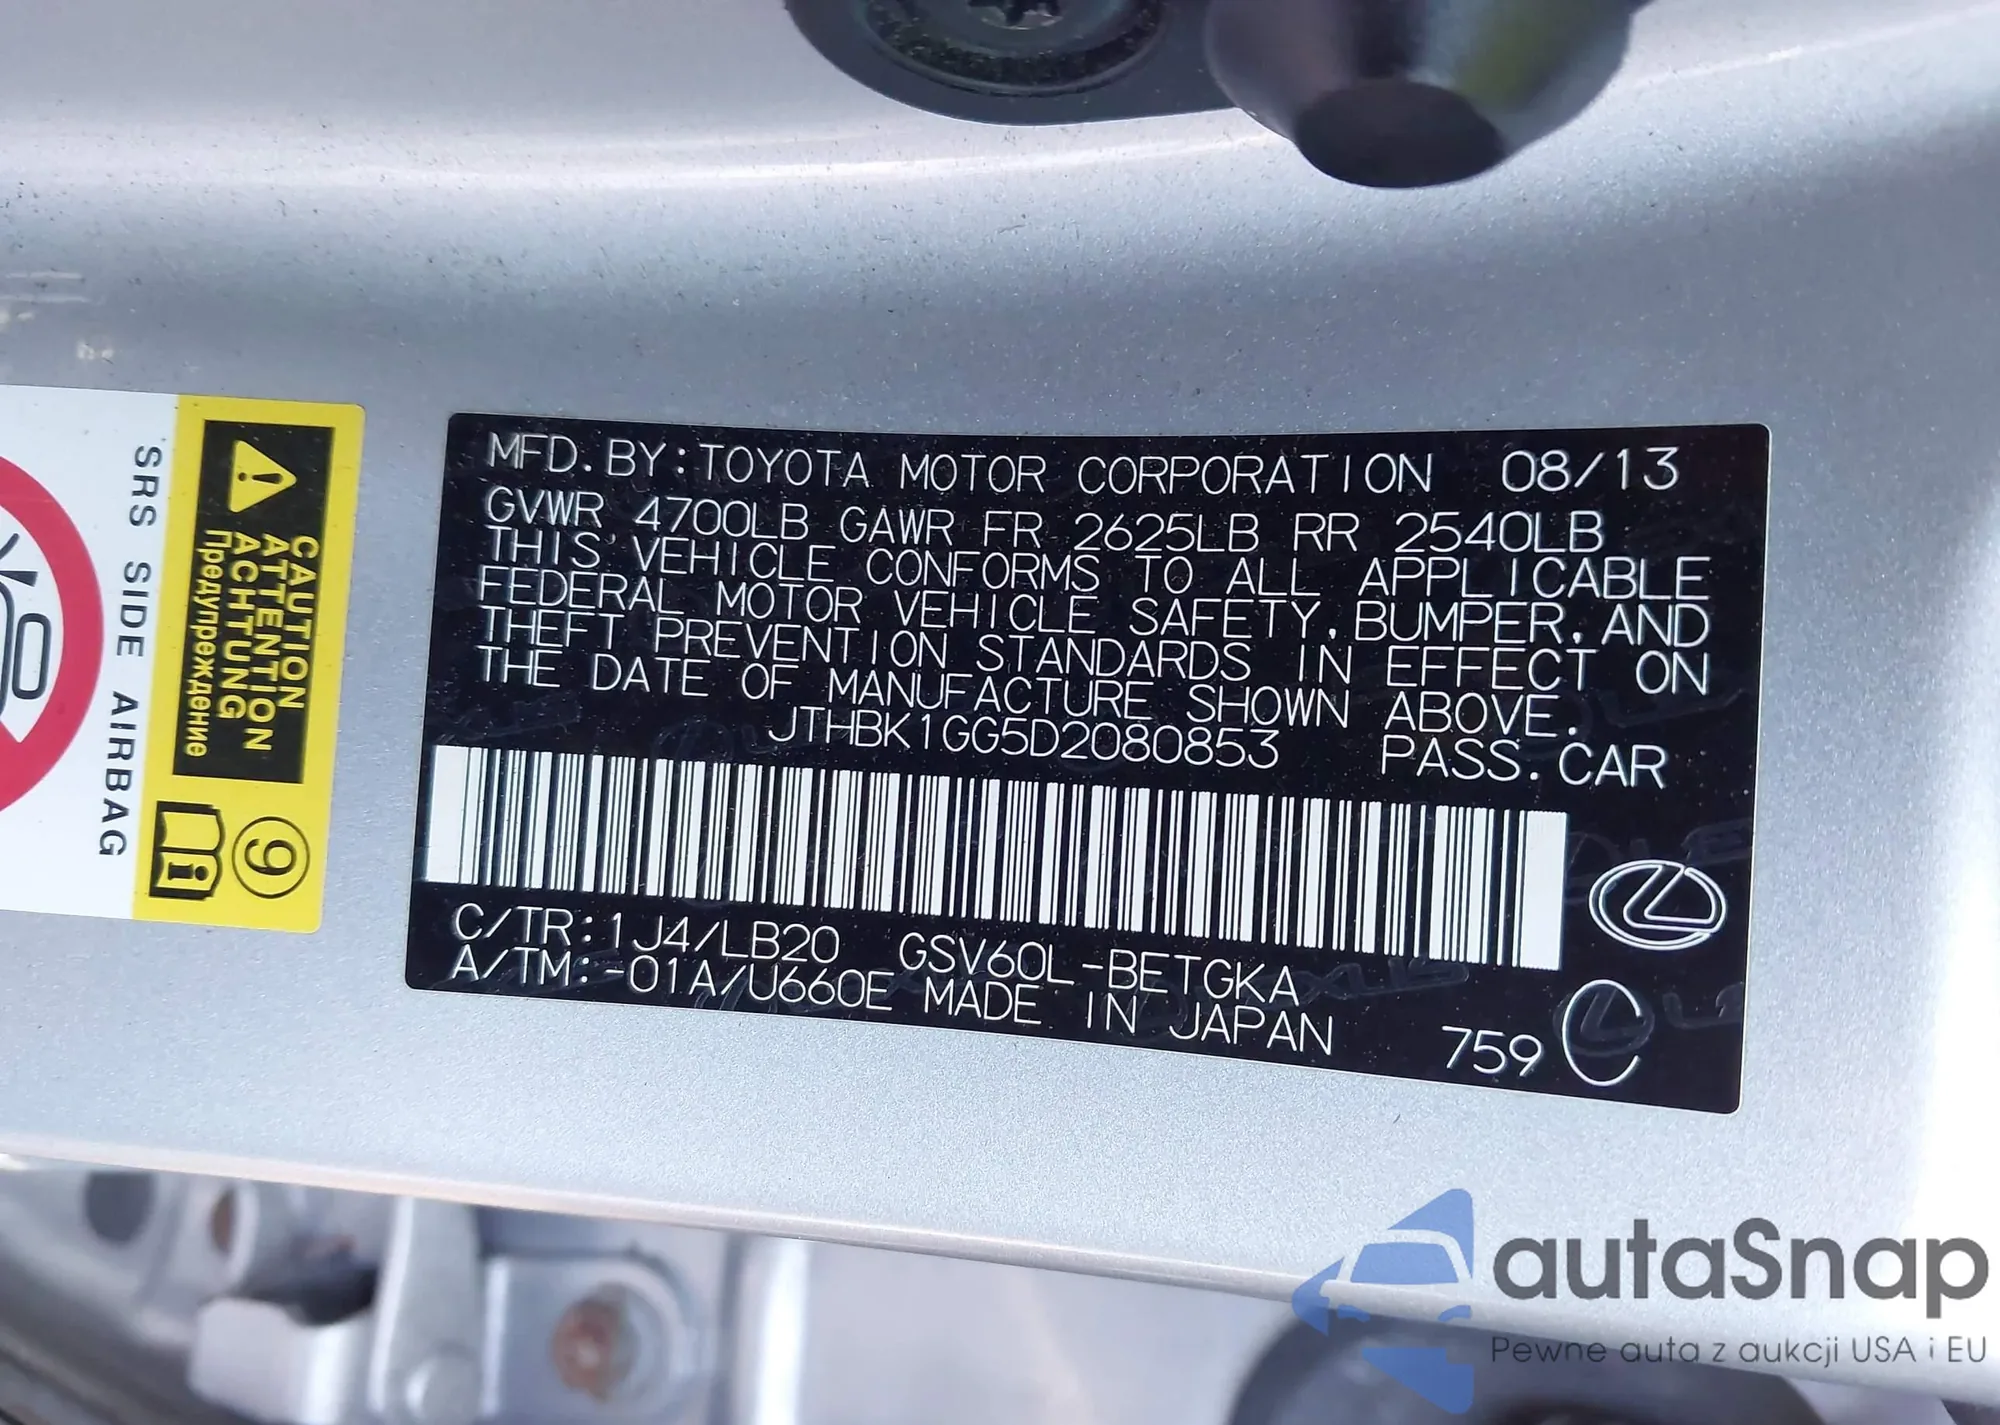 MFD. BY: TOYOTA MOTOR CORPORATION 08/13
GVWR 4700LB GAWR FR 2625LB RR 2540LB
THIS VEHICLE CONFORMS TO ALL APPLICABLE
FEDERAL MOTOR VEHICLE SAFETY, BUMPER, AND
THEFT PREVENTION STANDARDS IN EFFECT ON
THE DATE OF MANUFACTURE SHOWN ABOVE.
JTHBK1GG5D2080853 PASS. CAR
C/TR: 1J4/LB20 GSV60L-BETGKA
A/TM: -01A/U660E MADE IN JAPAN
759 C
SRS SIDE AIRBAG
CAUTION
ATTENTION
ACHTUNG
Предупреждение
9
autaSnap
Pewne auta z aukcji USA i EU